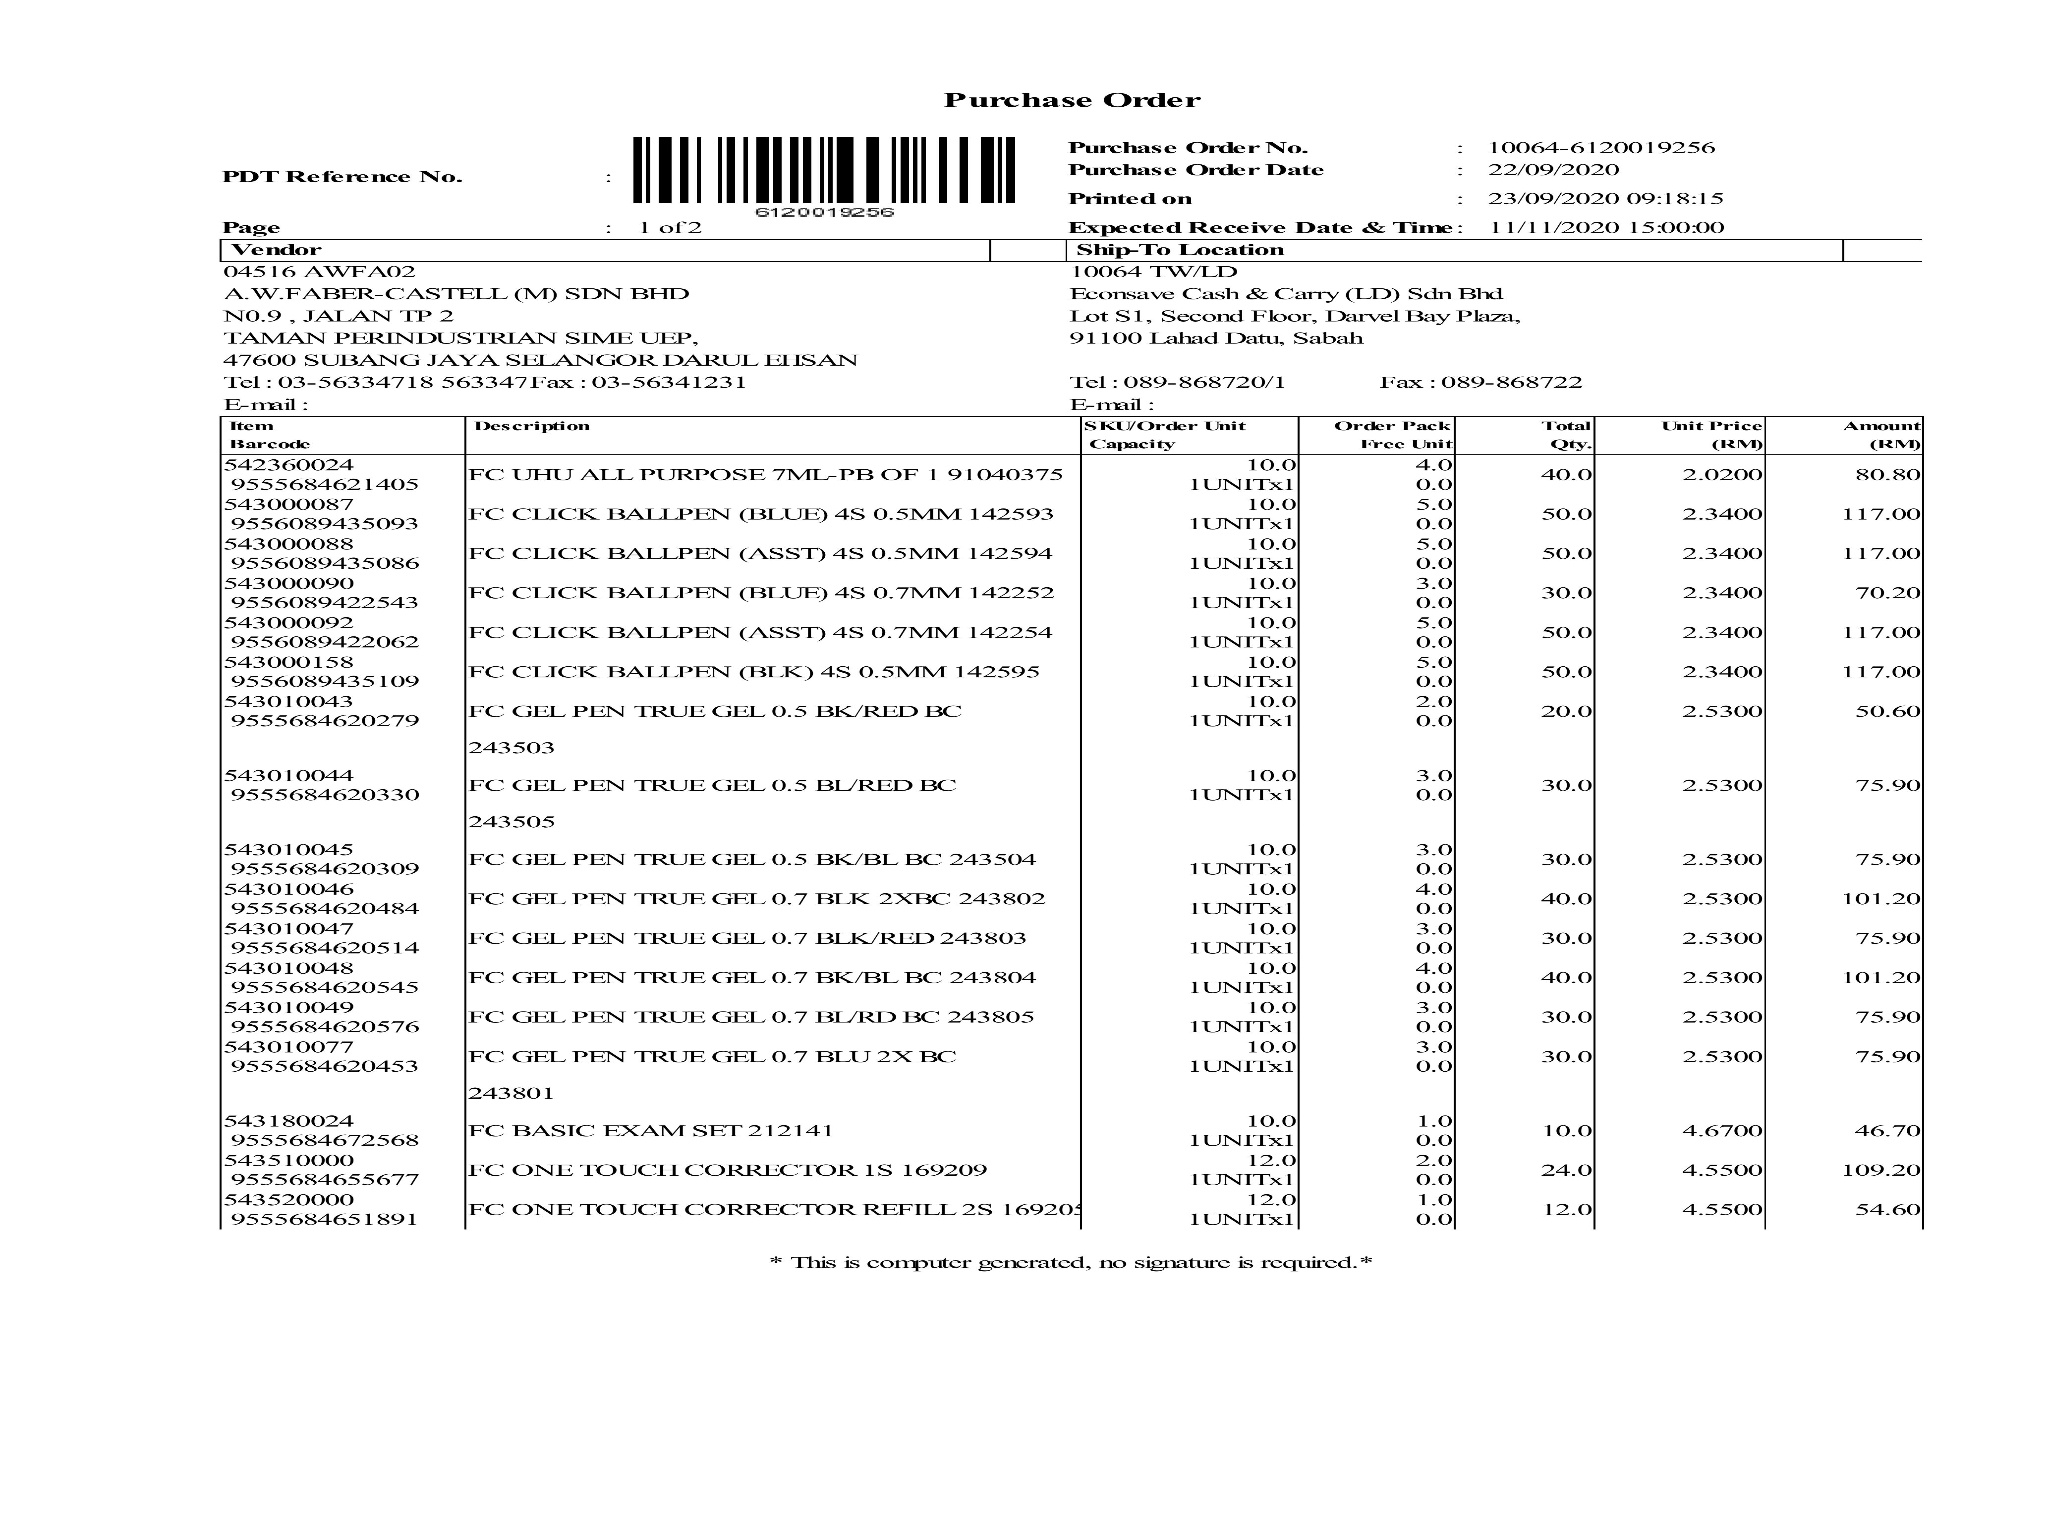 Purchase Order
PDT Reference No. :
6120019256
Purchase Order No. : 10064-6120019256
Purchase Order Date : 22/09/2020
Printed on : 23/09/2020 09:18:15
Page : 1 of 2
Expected Receive Date & Time : 11/11/2020 15:00:00
Vendor
Ship-To Location
04516 AWFA02
A.W.FABER-CASTELL (M) SDN BHD
N0.9 , JALAN TP 2
TAMAN PERINDUSTRIAN SIME UEP,
47600 SUBANG JAYA SELANGOR DARUL EHSAN
Tel : 03-56334718 563347Fax : 03-56341231
E-mail :
10064 TW/LD
Econsave Cash & Carry (LD) Sdn Bhd
Lot S1, Second Floor, Darvel Bay Plaza,
91100 Lahad Datu, Sabah
Tel : 089-868720/1 Fax : 089-868722
E-mail :
Item Description SKU/Order Unit Order Pack Total Unit Price Amount
Barcode Capacity Free Unit Qty. (RM) (RM)
542360024 10.0 4.0
FC UHU ALL PURPOSE 7ML-PB OF 1 91040375 40.0 2.0200 80.80
9555684621405 1UNITx1 0.0
543000087 10.0 5.0
FC CLICK BALLPEN (BLUE) 4S 0.5MM 142593 50.0 2.3400 117.00
9556089435093 1UNITx1 0.0
543000088 10.0 5.0
FC CLICK BALLPEN (ASST) 4S 0.5MM 142594 50.0 2.3400 117.00
9556089435086 1UNITx1 0.0
543000090 10.0 3.0
FC CLICK BALLPEN (BLUE) 4S 0.7MM 142252 30.0 2.3400 70.20
9556089422543 1UNITx1 0.0
543000092 10.0 5.0
FC CLICK BALLPEN (ASST) 4S 0.7MM 142254 50.0 2.3400 117.00
9556089422062 1UNITx1 0.0
543000158 10.0 5.0
FC CLICK BALLPEN (BLK) 4S 0.5MM 142595 50.0 2.3400 117.00
9556089435109 1UNITx1 0.0
543010043 10.0 2.0
FC GEL PEN TRUE GEL 0.5 BK/RED BC 20.0 2.5300 50.60
9555684620279 1UNITx1 0.0
243503
543010044 10.0 3.0
FC GEL PEN TRUE GEL 0.5 BL/RED BC 30.0 2.5300 75.90
9555684620330 1UNITx1 0.0
243505
543010045 10.0 3.0
FC GEL PEN TRUE GEL 0.5 BK/BL BC 243504 30.0 2.5300 75.90
9555684620309 1UNITx1 0.0
543010046 10.0 4.0
FC GEL PEN TRUE GEL 0.7 BLK 2XBC 243802 40.0 2.5300 101.20
9555684620484 1UNITx1 0.0
543010047 10.0 3.0
FC GEL PEN TRUE GEL 0.7 BLK/RED 243803 30.0 2.5300 75.90
9555684620514 1UNITx1 0.0
543010048 10.0 4.0
FC GEL PEN TRUE GEL 0.7 BK/BL BC 243804 40.0 2.5300 101.20
9555684620545 1UNITx1 0.0
543010049 10.0 3.0
FC GEL PEN TRUE GEL 0.7 BL/RD BC 243805 30.0 2.5300 75.90
9555684620576 1UNITx1 0.0
543010077 10.0 3.0
FC GEL PEN TRUE GEL 0.7 BLU 2X BC 30.0 2.5300 75.90
9555684620453 1UNITx1 0.0
243801
543180024 10.0 1.0
FC BASIC EXAM SET 212141 10.0 4.6700 46.70
9555684672568 1UNITx1 0.0
543510000 12.0 2.0
FC ONE TOUCH CORRECTOR 1S 169209 24.0 4.5500 109.20
9555684655677 1UNITx1 0.0
543520000 12.0 1.0
FC ONE TOUCH CORRECTOR REFILL 2S 169205 12.0 4.5500 54.60
9555684651891 1UNITx1 0.0
* This is computer generated, no signature is required.*